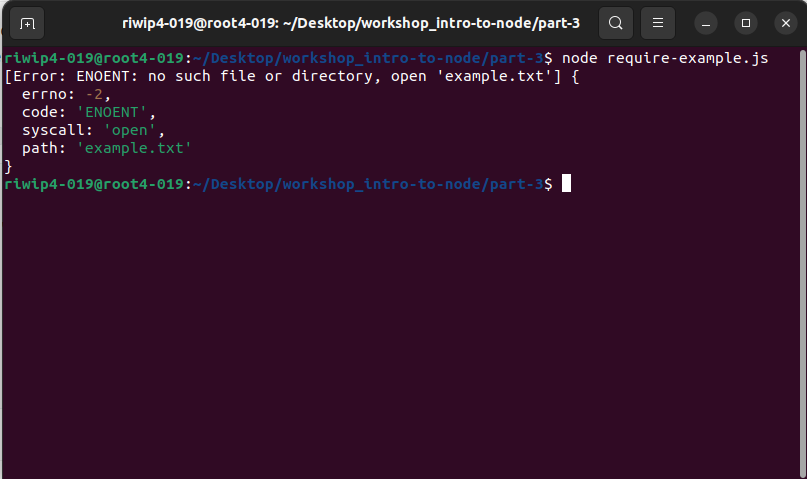 riwip4-019@root4-019: ~/Desktop/workshop_intro-to-node/part-3
riwip4-019@root4-019:~/Desktop/workshop_intro-to-node/part-3$ node require-example.js
[Error: ENOENT: no such file or directory, open 'example.txt'] {
  errno: -2,
  code: 'ENOENT',
  syscall: 'open',
  path: 'example.txt'
}
riwip4-019@root4-019:~/Desktop/workshop_intro-to-node/part-3$